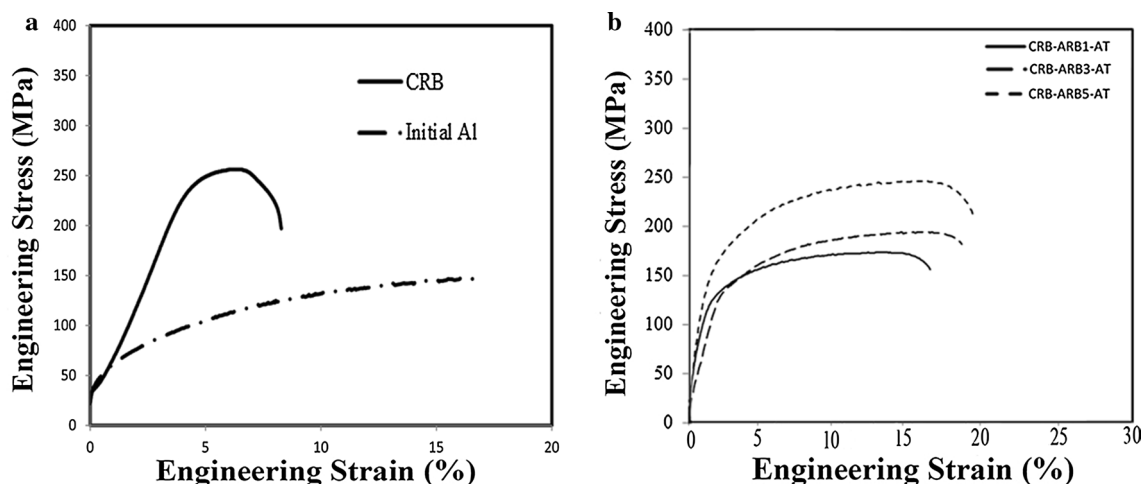 a
400
350
300
250
200
150
100
50
0
Engineering Stress (MPa)
CRB
Initial Al
0 5 10 15 20
Engineering Strain (%)
b
400
350
300
250
200
150
100
50
0
Engineering Stress (MPa)
CRB-ARB1-AT
CRB-ARB3-AT
CRB-ARB5-AT
0 5 10 15 20 25 30
Engineering Strain (%)